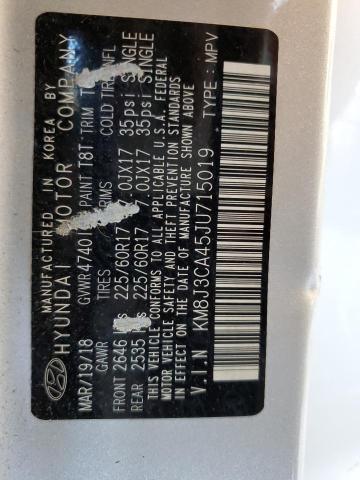 MANUFACTURED IN KOREA BY
HYUNDAI MOTOR COMPANY
MAR/19/18 GVWR4740 PAINT T8T TRIM
GAWR TIRES RIMS COLD TIRE INFL
FRONT 2646 225/60R17 7.0JX17 35psi SINGLE
REAR 2535 225/60R17 7.0JX17 35psi SINGLE
THIS VEHICLE CONFORMS TO ALL APPLICABLE U.S.A. FEDERAL
MOTOR VEHICLE SAFETY AND THEFT PREVENTION STANDARDS
IN EFFECT ON THE DATE OF MANUFACTURE SHOWN ABOVE
V.I.N KM8J3CA45JU715019 TYPE: MPV